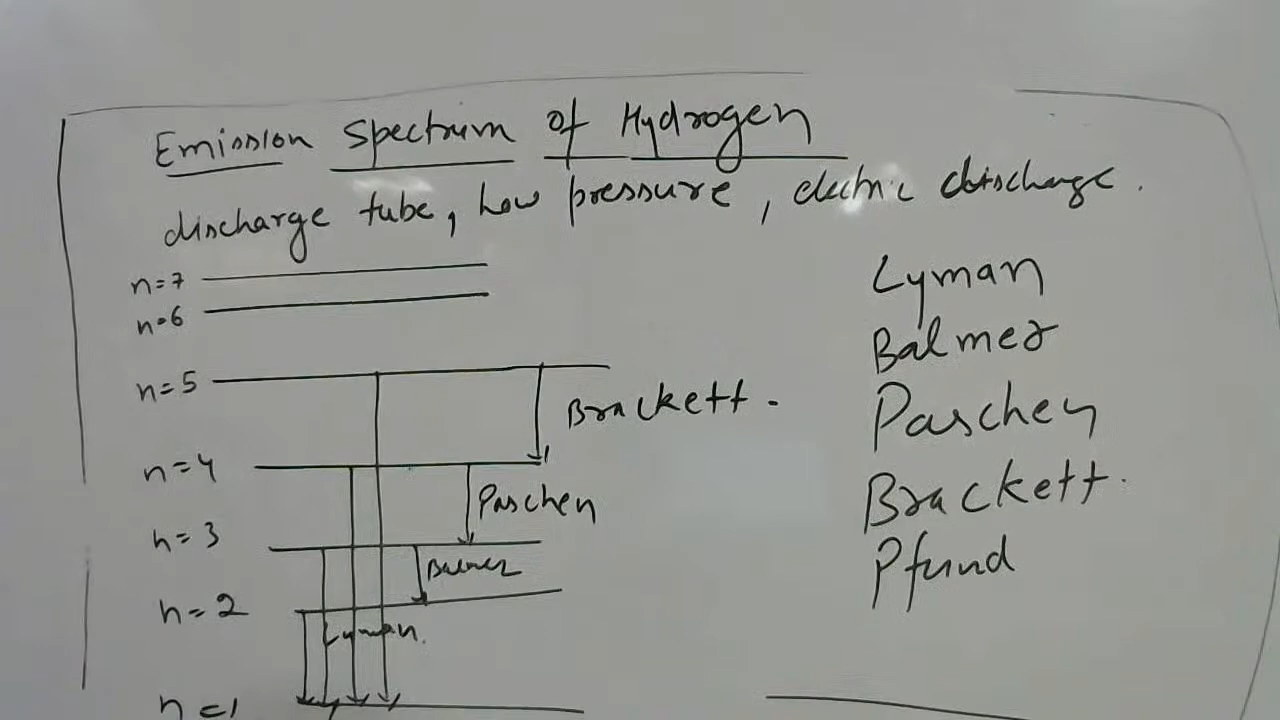 Emission Spectrum of Hydrogen
discharge tube, Low pressure, electric discharge.
n=7
n=6
n=5
Brackett.
n=4
Paschen
n=3
Balmer
n=2
Lyman.
n=1
Lyman
Balmer
Paschen
Brackett.
Pfund